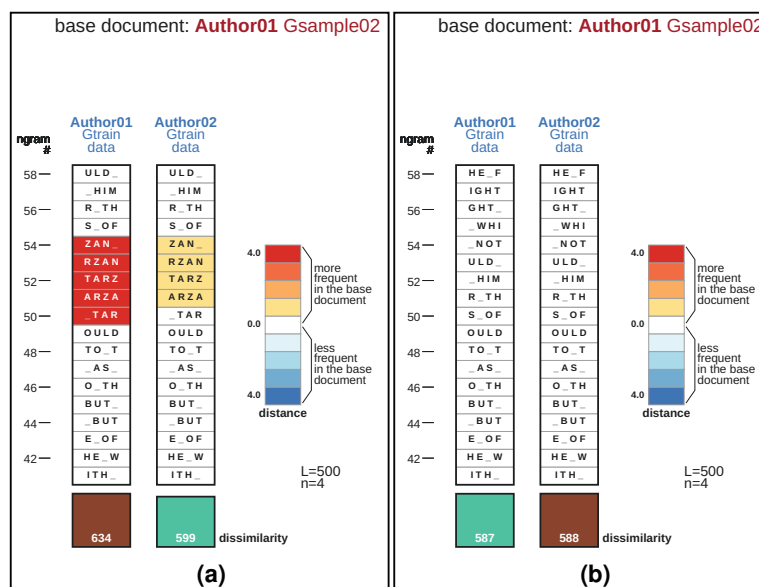 base document: Author01 Gsample02
Author01 Author02
Gtrain Gtrain
data data
ngram
#
58 ULD_ ULD_
_HIM _HIM
56 R_TH R_TH
S_OF S_OF
54 ZAN_ ZAN_
RZAN RZAN
52 TARZ TARZ
ARZA ARZA
50 _TAR _TAR
OULD OULD
48 TO_T TO_T
_AS_ _AS_
46 O_TH O_TH
BUT_ BUT_
44 _BUT _BUT
E_OF E_OF
42 HE_W HE_W
ITH_ ITH_
4.0
more
frequent
in the base
document
0.0
less
frequent
in the base
document
4.0
distance
L=500
n=4
634 599 dissimilarity
(a)
base document: Author01 Gsample02
Author01 Author02
Gtrain Gtrain
data data
ngram
#
58 HE_F HE_F
IGHT IGHT
56 GHT_ GHT_
_WHI _WHI
54 _NOT _NOT
ULD_ ULD_
52 _HIM _HIM
R_TH R_TH
50 S_OF S_OF
OULD OULD
48 TO_T TO_T
_AS_ _AS_
46 O_TH O_TH
BUT_ BUT_
44 _BUT _BUT
E_OF E_OF
42 HE_W HE_W
ITH_ ITH_
4.0
more
frequent
in the base
document
0.0
less
frequent
in the base
document
4.0
distance
L=500
n=4
587 588 dissimilarity
(b)